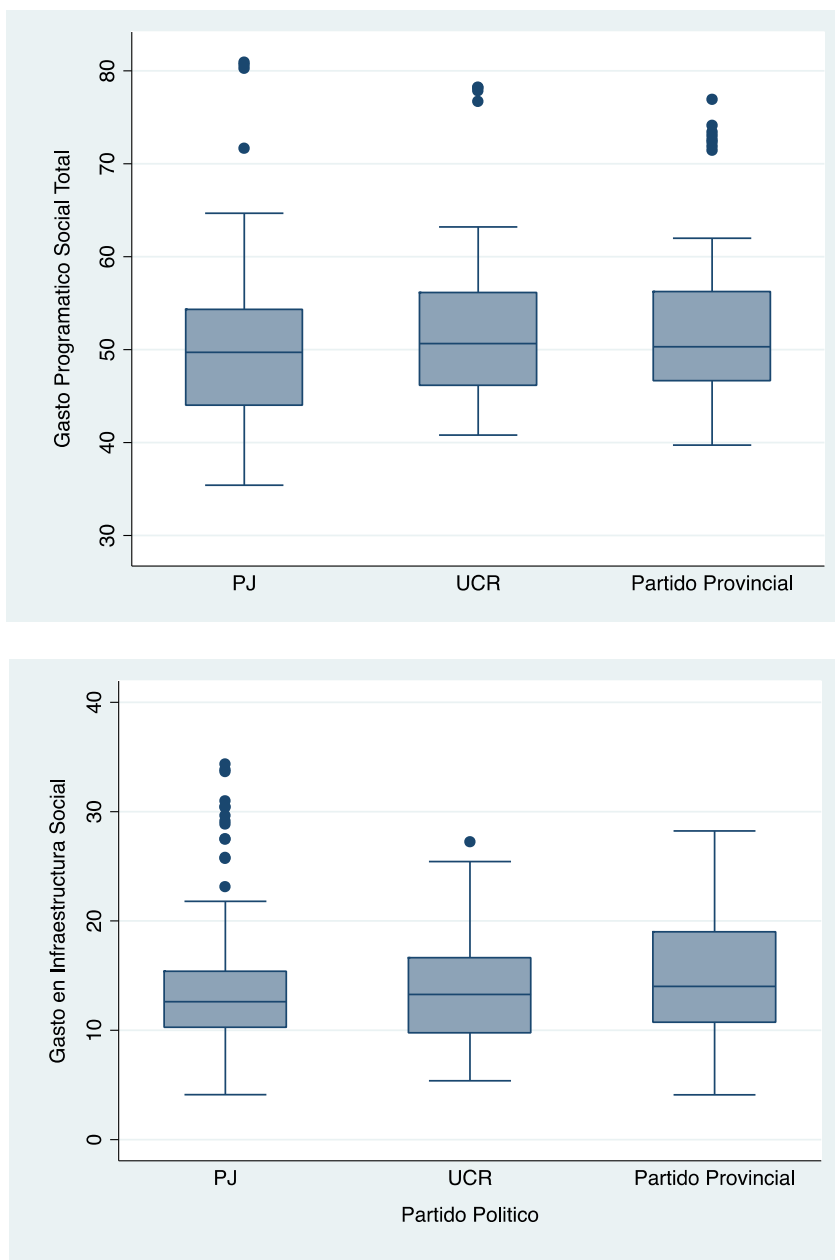 Gasto Programatico Social Total
80
70
60
50
40
30
PJ UCR Partido Provincial
Gasto en Infraestructura Social
40
30
20
10
0
PJ UCR Partido Provincial
Partido Politico